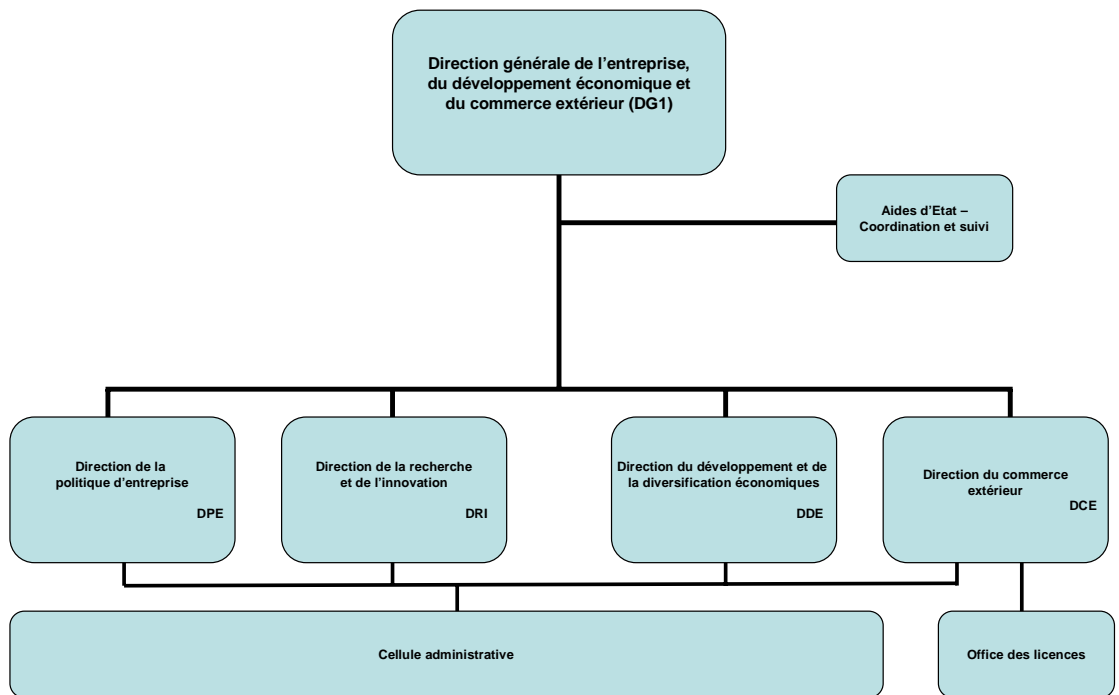 Direction générale de l’entreprise,
du développement économique et
du commerce extérieur (DG1)
Aides d’Etat –
Coordination et suivi
Direction de la
politique d’entreprise
DPE
Direction de la recherche
et de l’innovation
DRI
Direction du développement et de
la diversification économiques
DDE
Direction du commerce
extérieur
DCE
Cellule administrative
Office des licences